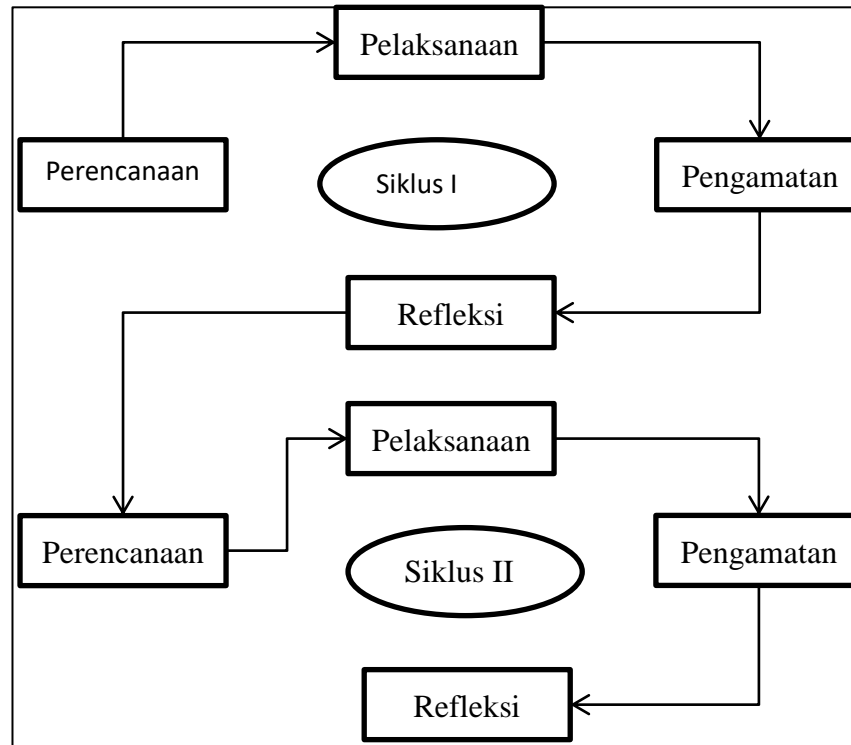 Pelaksanaan
Perencanaan
Siklus I
Pengamatan
Refleksi
Pelaksanaan
Perencanaan
Siklus II
Pengamatan
Refleksi